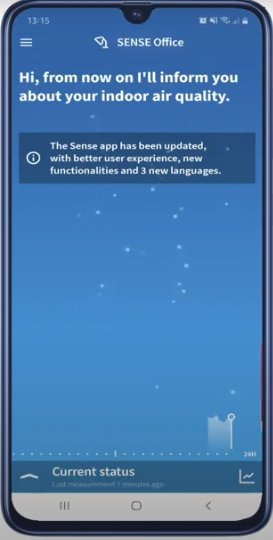 13:15
SENSE Office
Hi, from now on I'll inform you
about your indoor air quality.
The Sense app has been updated,
with better user experience, new
functionalities and 3 new languages.
24H
Current status
Last measurement minutes ago